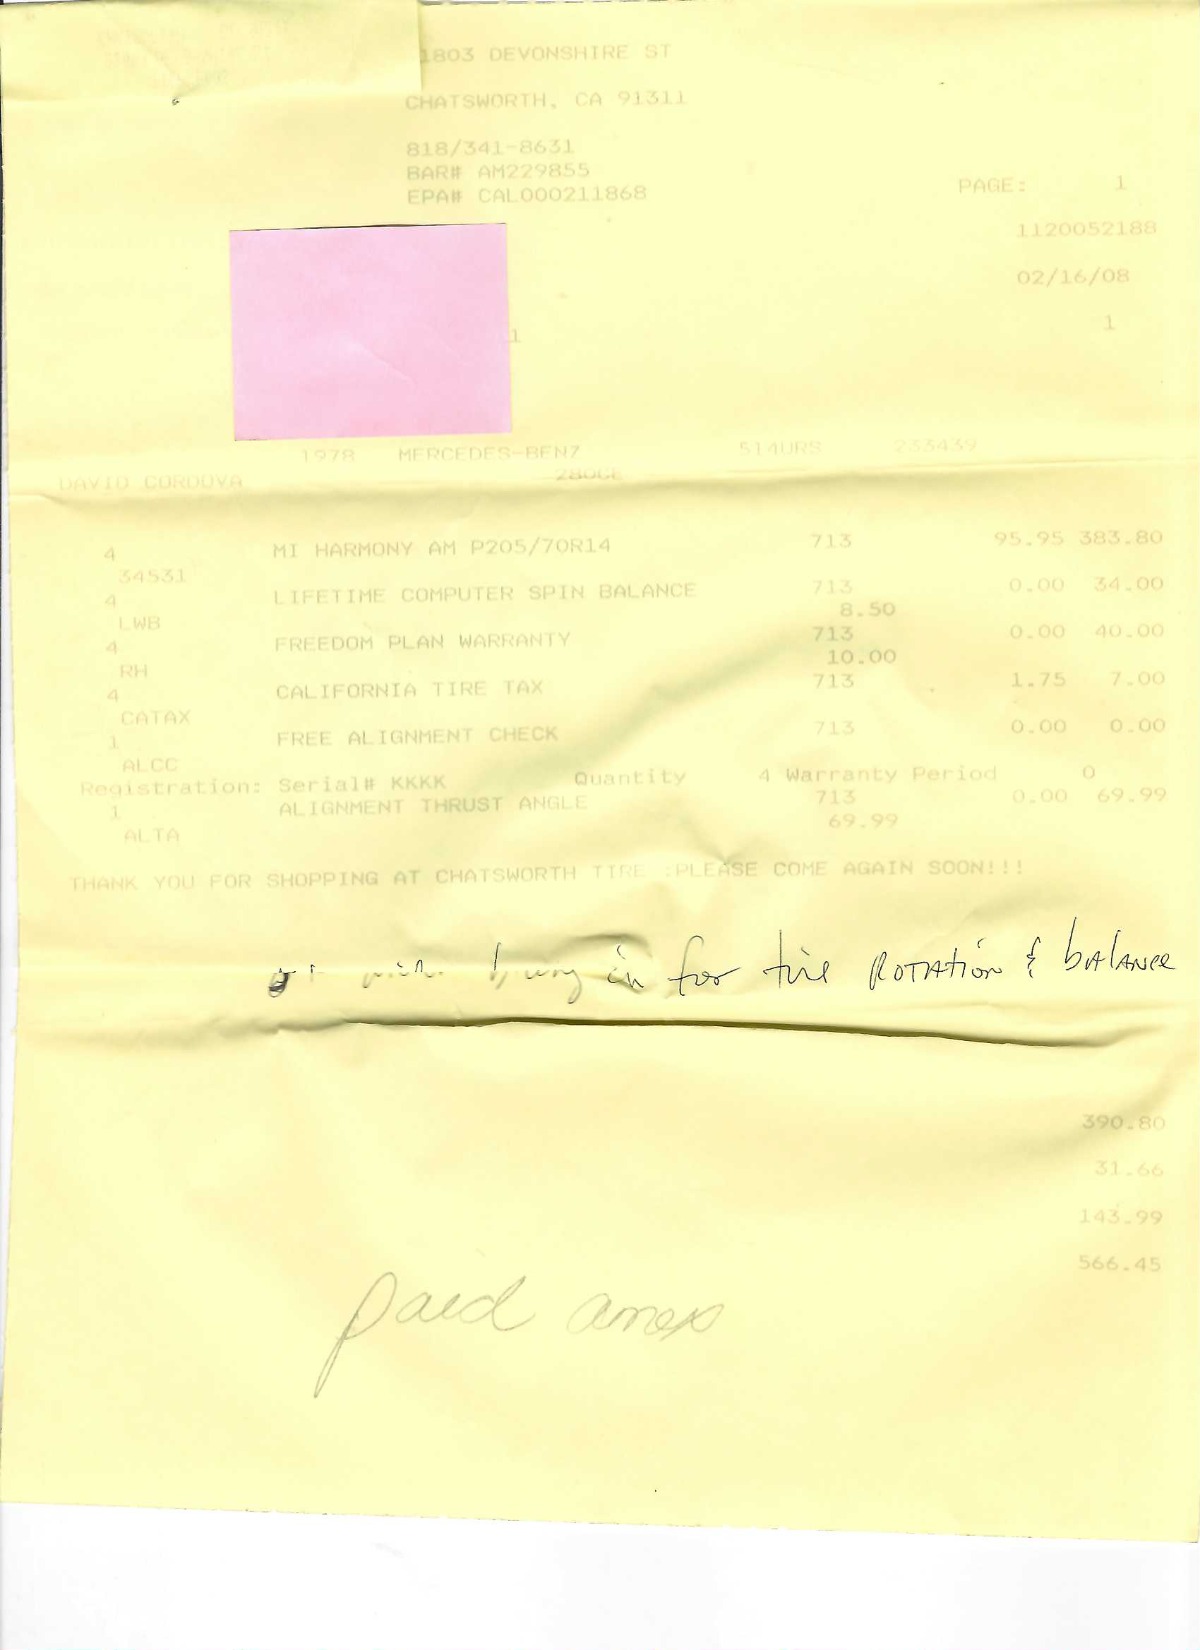 1803 DEVONSHIRE ST
CHATSWORTH, CA 91311
818/341-8631
BAR# AM229855
EPA# CAL000211868
PAGE: 1
1120052188
02/16/08
1 1
1978 MERCEDES-BENZ 514URS 233439
DAVID CORDOVA 280CE
4 MI HARMONY AM P205/70R14 713 95.95 383.80
34531
4 LIFETIME COMPUTER SPIN BALANCE 713 0.00 34.00
LWB 8.50
4 FREEDOM PLAN WARRANTY 713 0.00 40.00
RH 10.00
4 CALIFORNIA TIRE TAX 713 1.75 7.00
CATAX
1 FREE ALIGNMENT CHECK 713 0.00 0.00
ALCC
Registration: Serial# KKKK Quantity 4 Warranty Period 0
1 ALIGNMENT THRUST ANGLE 713 0.00 69.99
ALTA 69.99
THANK YOU FOR SHOPPING AT CHATSWORTH TIRE :PLEASE COME AGAIN SOON!!!
bring in for tire ROTATION & bALANCE
390.80
31.66
143.99
566.45
paid amex